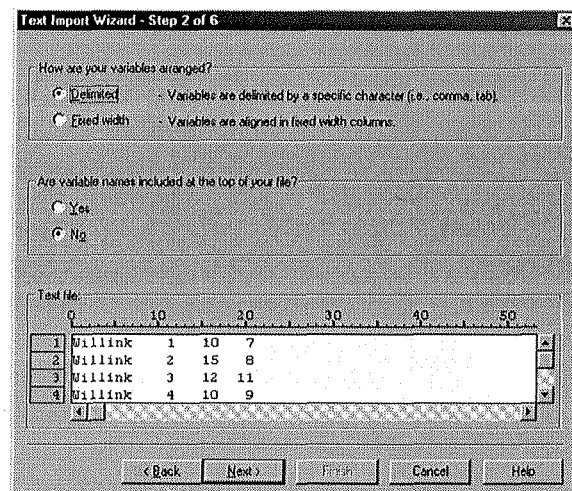 Text Import Wizard - Step 2 of 6
How are your variables arranged?
Delimited - Variables are delimited by a specific character (i.e., comma, tab).
Fixed width - Variables are aligned in fixed width columns.
Are variable names included at the top of your file?
Yes
No
Text file:
0 10 20 30 40 50
1 Willink 1 10 7
2 Willink 2 15 8
3 Willink 3 12 11
4 Willink 4 10 9
< Back Next > Finish Cancel Help